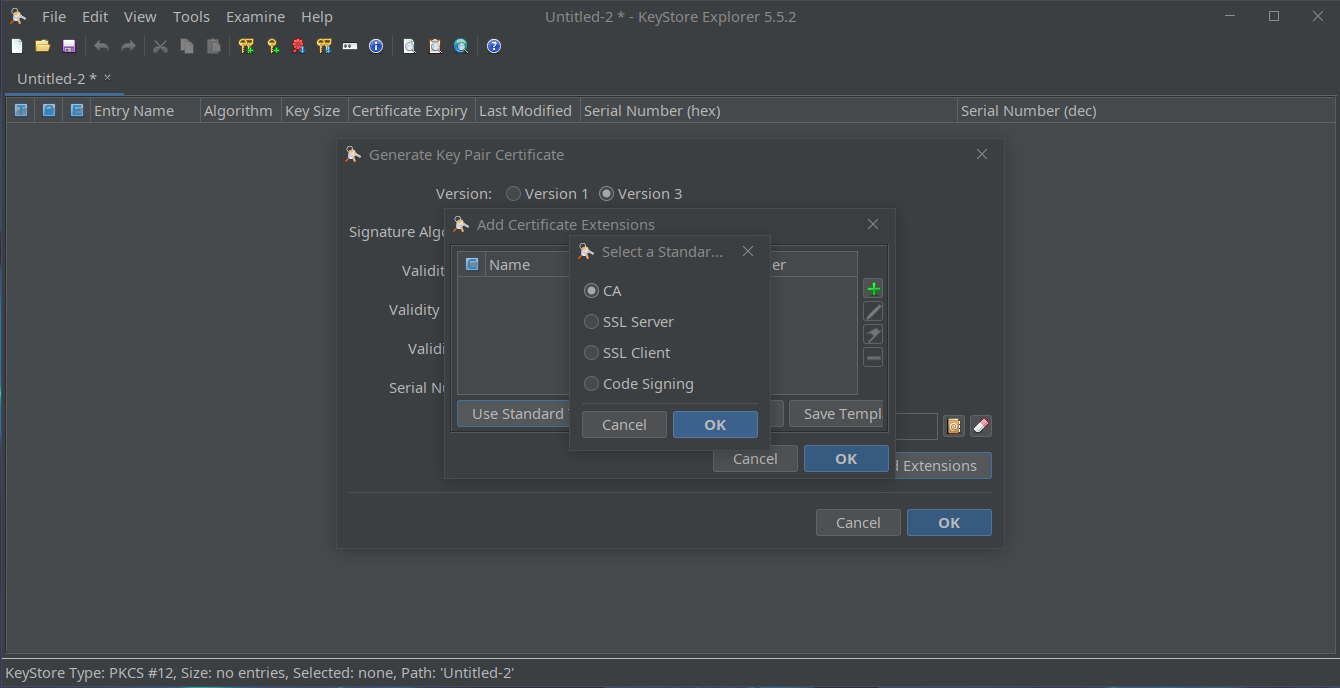 File Edit View Tools Examine Help
Untitled-2 * - KeyStore Explorer 5.5.2
Untitled-2 *
Entry Name Algorithm Key Size Certificate Expiry Last Modified Serial Number (hex) Serial Number (dec)
Generate Key Pair Certificate
Version: Version 1 Version 3
Signature Algo
Add Certificate Extensions
Select a Standar...
Name
CA
SSL Server
SSL Client
Code Signing
Validity
Validi
Serial Nu
Use Standard
Save Templ
Cancel OK
Cancel OK
Extensions
Cancel OK
KeyStore Type: PKCS #12, Size: no entries, Selected: none, Path: 'Untitled-2'